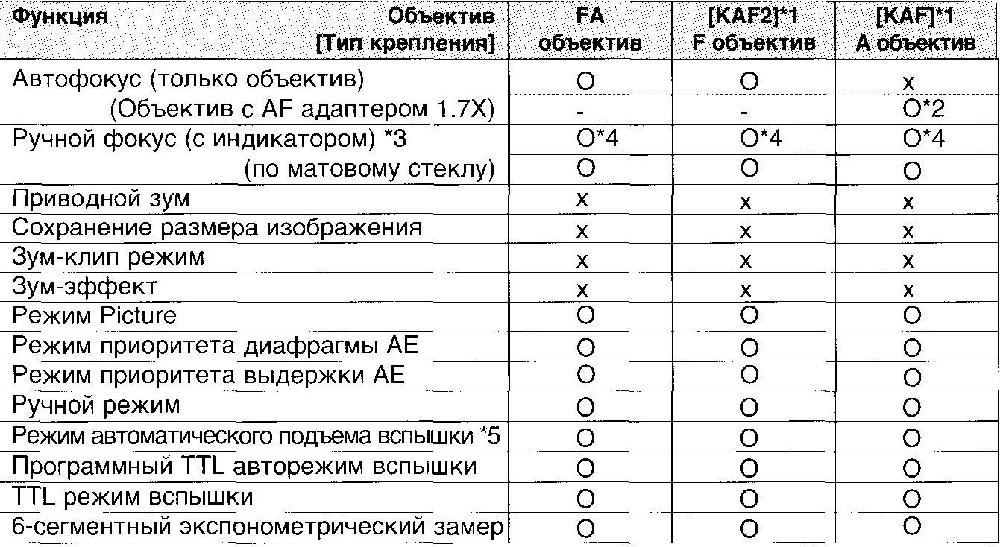 Функция Объектив FA [KAF2]*1 [KAF]*1
[Тип крепления] объектив F объектив A объектив
Автофокус (только объектив) O O x
(Объектив с AF адаптером 1.7X) - - O*2
Ручной фокус (с индикатором) *3 O*4 O*4 O*4
(по матовому стеклу) O O O
Приводной зум x x x
Сохранение размера изображения x x x
Зум-клип режим x x x
Зум-эффект x x x
Режим Picture O O O
Режим приоритета диафрагмы AE O O O
Режим приоритета выдержки AE O O O
Ручной режим O O O
Режим автоматического подъема вспышки *5 O O O
Программный TTL авторежим вспышки O O O
TTL режим вспышки O O O
6-сегментный экспонометрический замер O O O